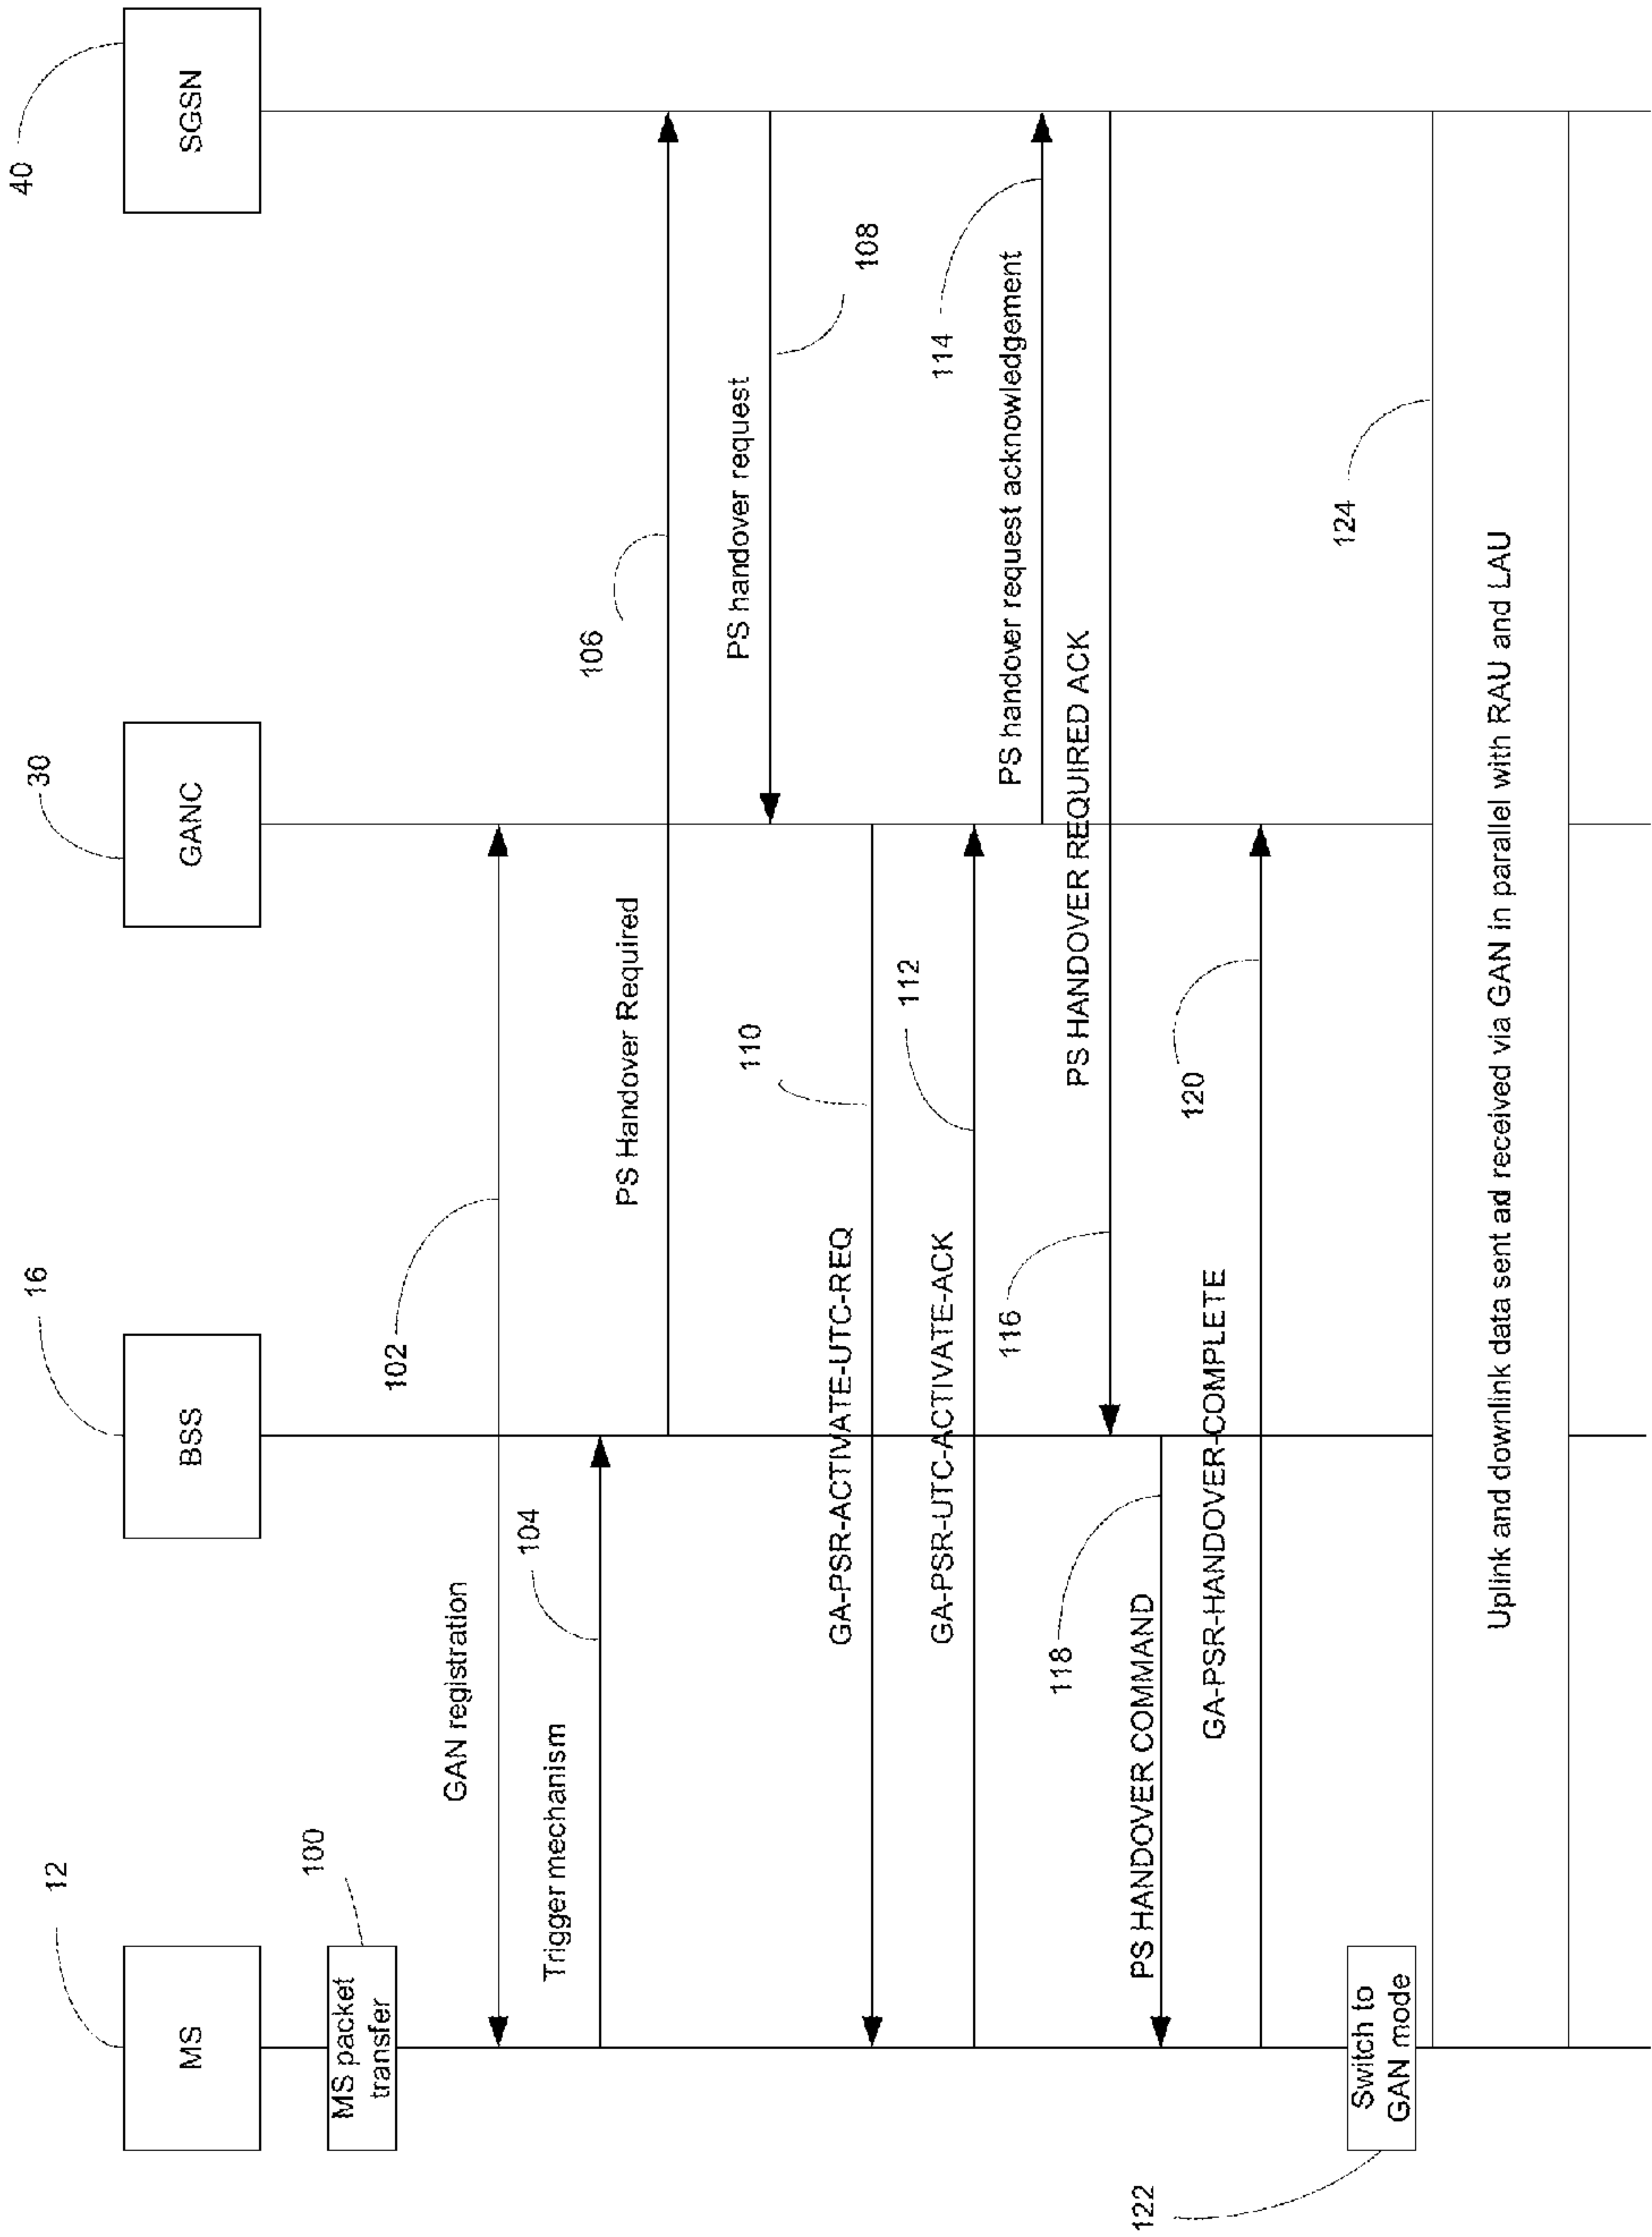 12
MS
16
BSS
30
GANC
40
SGSN
100
MS packet
transfer
GAN registration
102
Trigger mechanism
104
PS Handover Required
106
PS handover request
108
GA-PSR-ACTIVATE-UTC-REQ
110
GA-PSR-UTC-ACTIVATE-ACK
112
PS handover request acknowledgement
114
PS HANDOVER REQUIRED ACK
116
PS HANDOVER COMMAND
118
GA-PSR-HANDOVER-COMPLETE
120
Switch to
GAN mode
122
124
Uplink and downlink data sent ad received via GAN in parallel with RAU and LAU